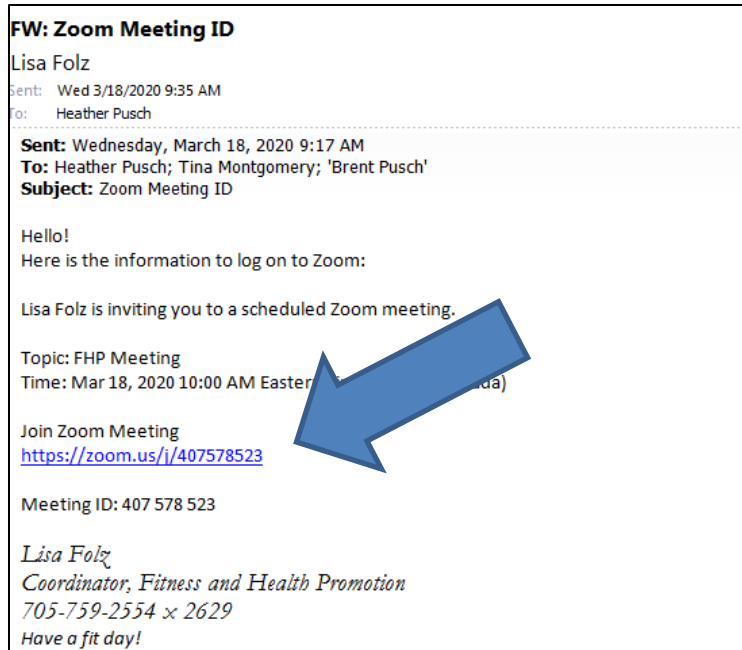 FW: Zoom Meeting ID
Lisa Folz
Sent: Wed 3/18/2020 9:35 AM
To: Heather Pusch
Sent: Wednesday, March 18, 2020 9:17 AM
To: Heather Pusch; Tina Montgomery; 'Brent Pusch'
Subject: Zoom Meeting ID
Hello!
Here is the information to log on to Zoom:
Lisa Folz is inviting you to a scheduled Zoom meeting.
Topic: FHP Meeting
Time: Mar 18, 2020 10:00 AM
Join Zoom Meeting
https://zoom.us/j/407578523
Meeting ID: 407 578 523
Lisa Folz
Coordinator, Fitness and Health Promotion
705-759-2554 x 2629
Have a fit day!